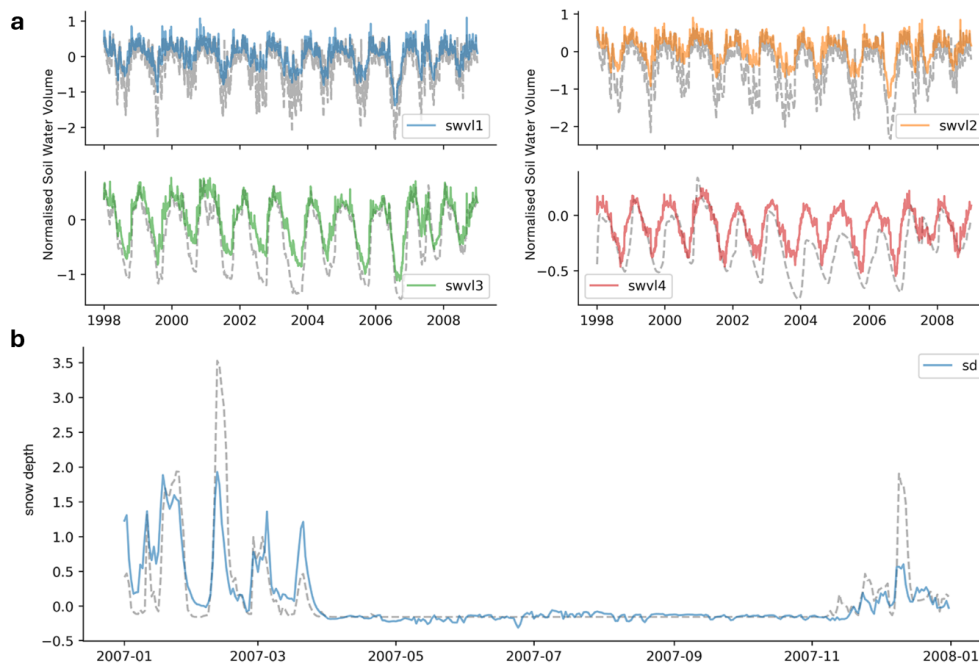 a
Normalised Soil Water Volume
1
0
−1
−2
swvl1
Normalised Soil Water Volume
1
0
−1
−2
swvl2
0
−1
swvl3
1998 2000 2002 2004 2006 2008
0.0
−0.5
swvl4
1998 2000 2002 2004 2006 2008
b
snow depth
3.5
3.0
2.5
2.0
1.5
1.0
0.5
0.0
−0.5
sd
2007-01 2007-03 2007-05 2007-07 2007-09 2007-11 2008-01